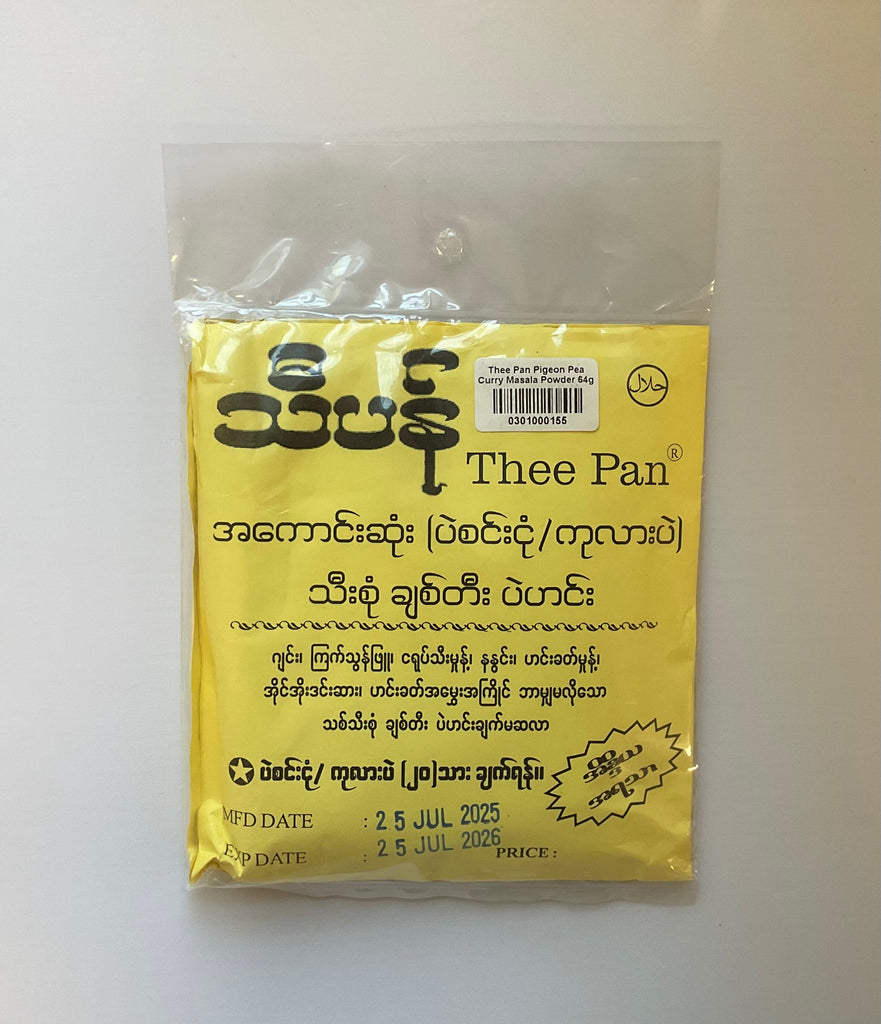 သီပန်
Thee Pan Pigeon Pea
Curry Masala Powder 64g
0301000155
حلال
Thee Pan®
အကောင်းဆုံး (ပဲစင်းငုံ/ကုလားပဲ)
သီးစုံ ချစ်တီး ပဲဟင်း
ဂျင်း၊ ကြက်သွန်ဖြူ၊ ငရုပ်သီးမှုန့်၊ နနွင်း၊ ဟင်းခတ်မှုန့်၊
အိုင်အိုးဒင်းဆား၊ ဟင်းခတ်အမွှေးအကြိုင် ဘာမျှမလိုသော
သစ်သီးစုံ ချစ်တီး ပဲဟင်းချက်မဆလာ
ပဲစင်းငုံ/ ကုလားပဲ (၂၀)သား ချက်ရန်။
MFD DATE : 25 JUL 2025
EXP DATE : 25 JUL 2026
PRICE :